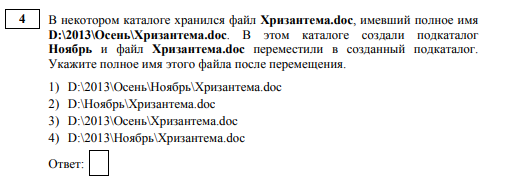 4
В некотором каталоге хранился файл Хризантема.doc, имевший полное имя
D:\2013\Осень\Хризантема.doc. В этом каталоге создали подкаталог
Ноябрь и файл Хризантема.doc переместили в созданный подкаталог.
Укажите полное имя этого файла после перемещения.
1) D:\2013\Осень\Ноябрь\Хризантема.doc
2) D:\Ноябрь\Хризантема.doc
3) D:\2013\Осень\Хризантема.doc
4) D:\2013\Ноябрь\Хризантема.doc
Ответ: